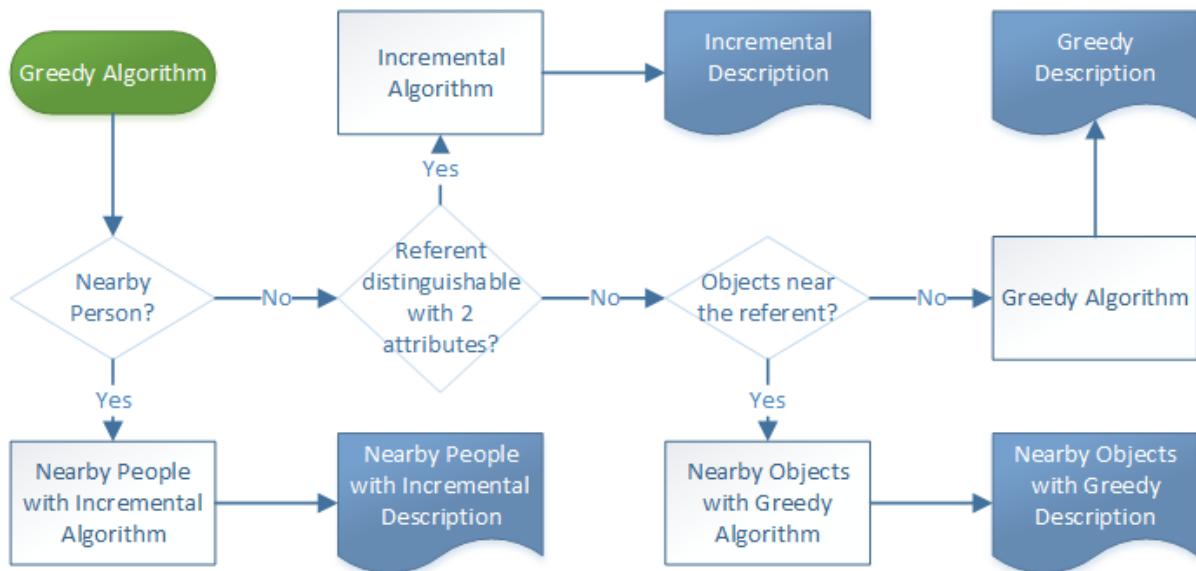 Greedy Algorithm
Incremental
Algorithm
Incremental
Description
Greedy
Description
Yes
Nearby
Person?
No
Referent
distinguishable
with 2
attributes?
No
Objects near
the referent?
No
Greedy Algorithm
Yes
Yes
Nearby People
with Incremental
Algorithm
Nearby People
with Incremental
Description
Nearby Objects
with Greedy
Algorithm
Nearby Objects
with Greedy
Description